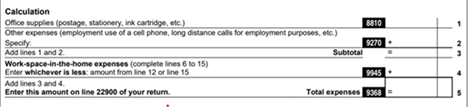 Calculation
Office supplies (postage, stationery, ink cartridge, etc.) 8810 1
Other expenses (employment use of a cell phone, long distance calls for employment purposes, etc.)
Specify: 9270 + 2
Add lines 1 and 2. Subtotal = 3
Work-space-in-the-home expenses (complete lines 6 to 15)
Enter whichever is less: amount from line 12 or line 15 9945 + 4
Add lines 3 and 4.
Enter this amount on line 22900 of your return. Total expenses 9368 = 5